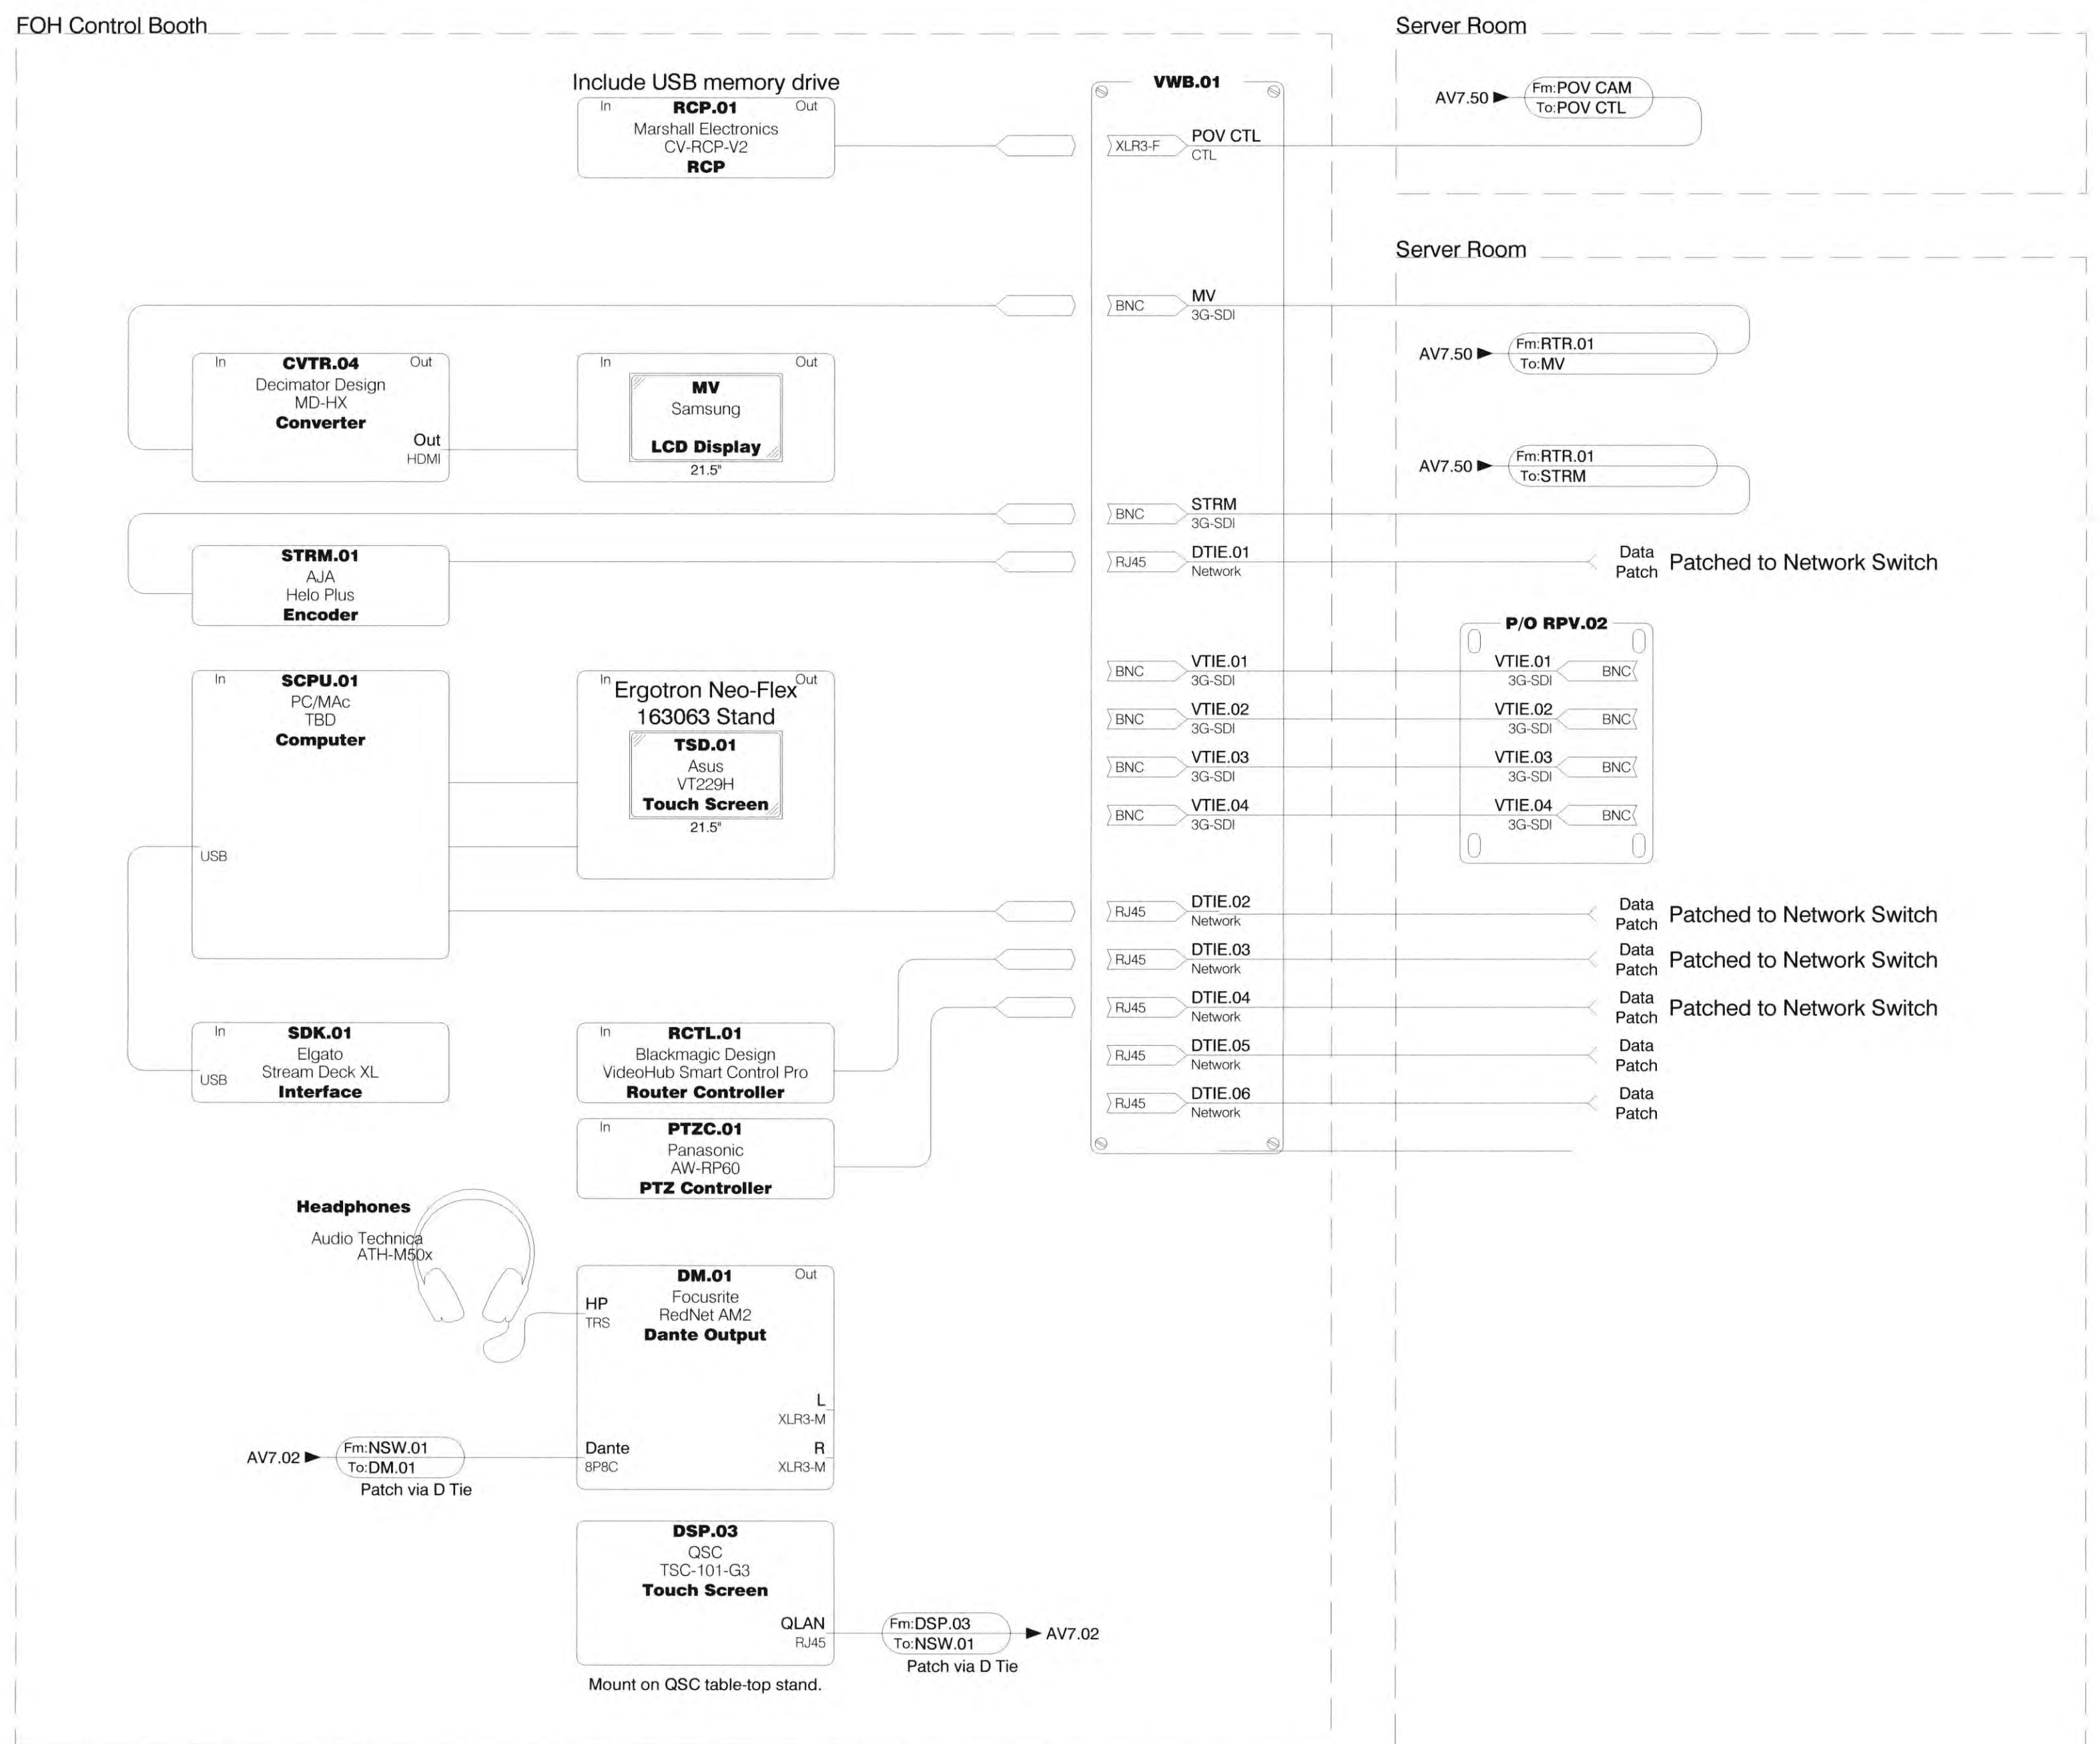 FOH Control Booth
Server Room
Include USB memory drive
In RCP.01 Out
Marshall Electronics
CV-RCP-V2
RCP
VWB.01
XLR3-F POV CTL
CTL
AV7.50 Fm:POV CAM
To:POV CTL
Server Room
BNC MV
3G-SDI
AV7.50 Fm:RTR.01
To:MV
In CVTR.04 Out
Decimator Design
MD-HX
Converter
Out
HDMI
In Out
MV
Samsung
LCD Display
21.5"
AV7.50 Fm:RTR.01
To:STRM
BNC STRM
3G-SDI
STRM.01
AJA
Helo Plus
Encoder
RJ45 DTIE.01
Network
Data
Patch
Patched to Network Switch
In SCPU.01
PC/MAc
TBD
Computer
USB
In Out
Ergotron Neo-Flex
163063 Stand
TSD.01
Asus
VT229H
Touch Screen
21.5"
P/O RPV.02
BNC VTIE.01
3G-SDI
VTIE.01 BNC
3G-SDI
BNC VTIE.02
3G-SDI
VTIE.02 BNC
3G-SDI
BNC VTIE.03
3G-SDI
VTIE.03 BNC
3G-SDI
BNC VTIE.04
3G-SDI
VTIE.04 BNC
3G-SDI
RJ45 DTIE.02
Network
Data
Patch
Patched to Network Switch
RJ45 DTIE.03
Network
Data
Patch
Patched to Network Switch
RJ45 DTIE.04
Network
Data
Patch
Patched to Network Switch
RJ45 DTIE.05
Network
Data
Patch
RJ45 DTIE.06
Network
Data
Patch
In SDK.01
Elgato
Stream Deck XL
USB
Interface
In RCTL.01
Blackmagic Design
VideoHub Smart Control Pro
Router Controller
In PTZC.01
Panasonic
AW-RP60
PTZ Controller
Headphones
Audio Technica
ATH-M50x
DM.01 Out
Focusrite
RedNet AM2
Dante Output
HP
TRS
L
XLR3-M
Dante
8P8C
R
XLR3-M
AV7.02 Fm:NSW.01
To:DM.01
Patch via D Tie
DSP.03
QSC
TSC-101-G3
Touch Screen
QLAN
RJ45
Fm:DSP.03
To:NSW.01
AV7.02
Patch via D Tie
Mount on QSC table-top stand.